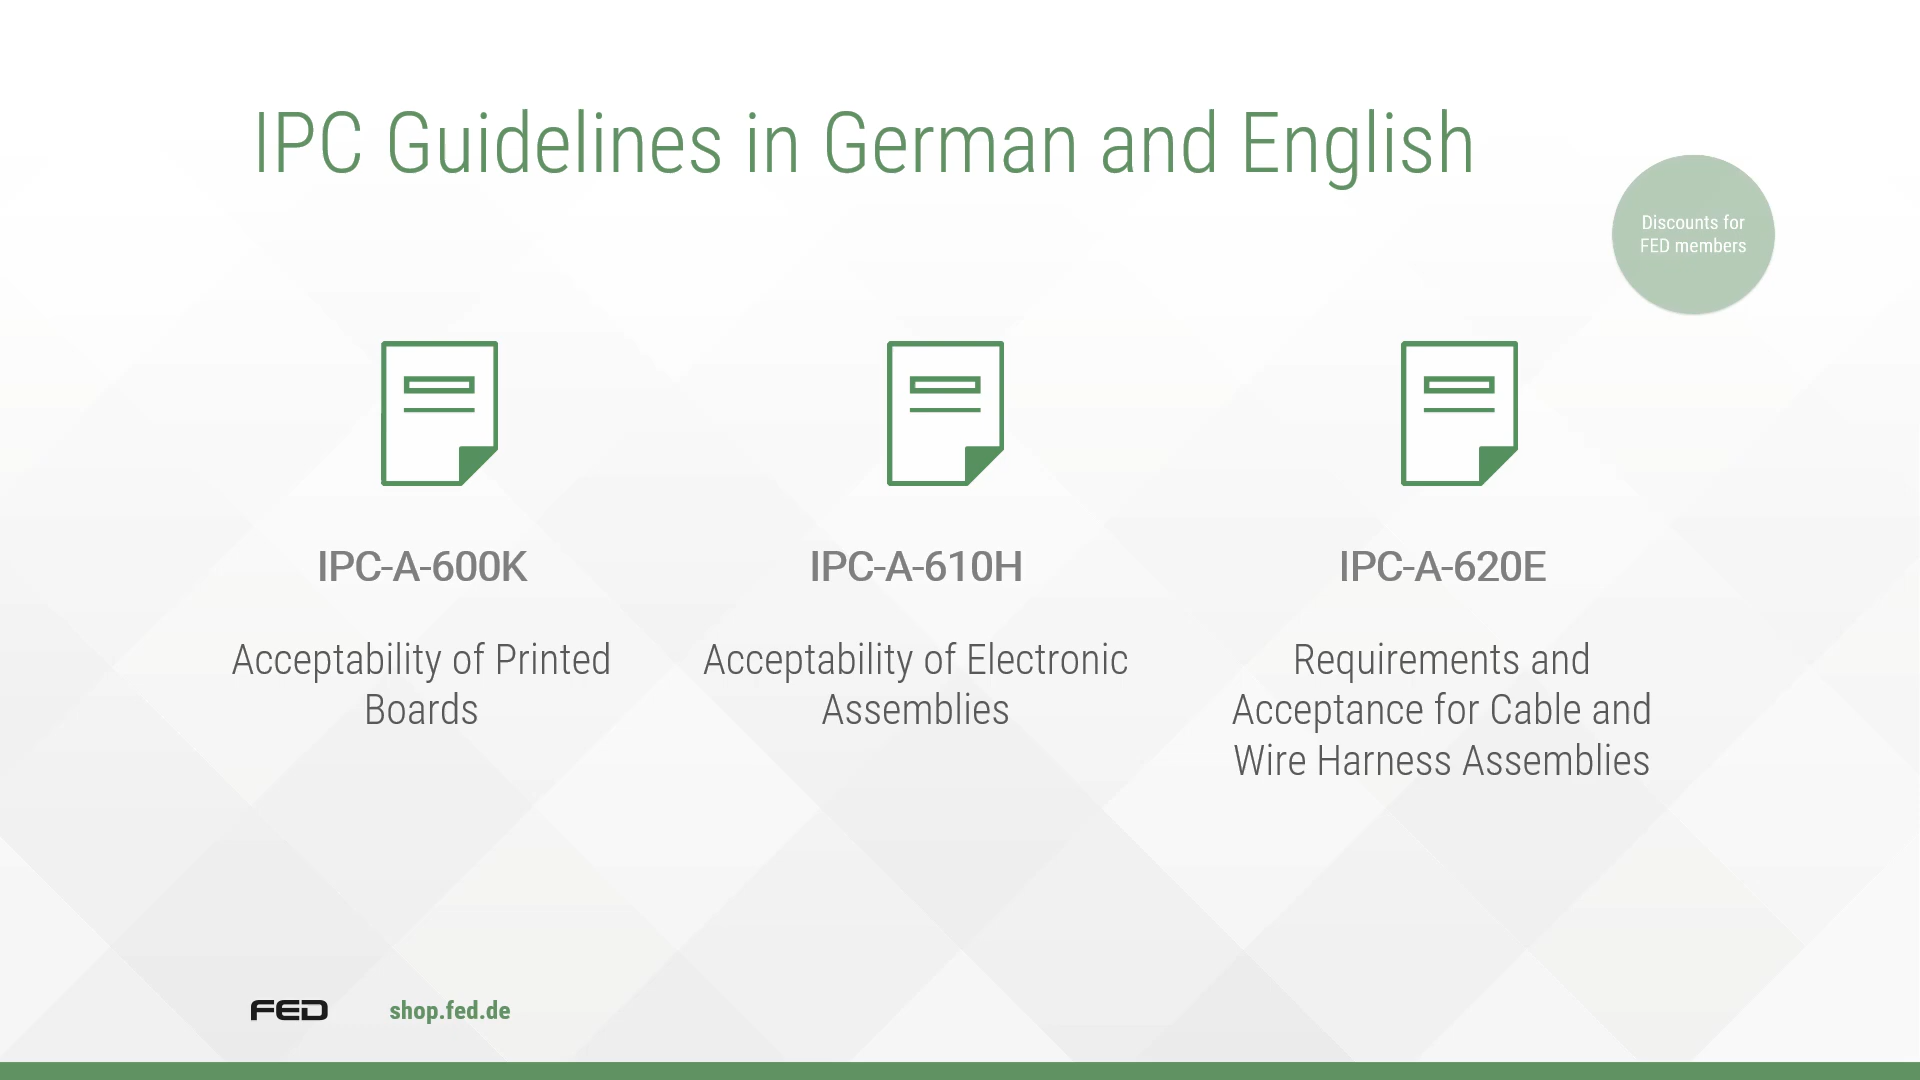 IPC Guidelines in German and English
Discounts for
FED members
IPC-A-600K
Acceptability of Printed
Boards
IPC-A-610H
Acceptability of Electronic
Assemblies
IPC-A-620E
Requirements and
Acceptance for Cable and
Wire Harness Assemblies
FED
shop.fed.de